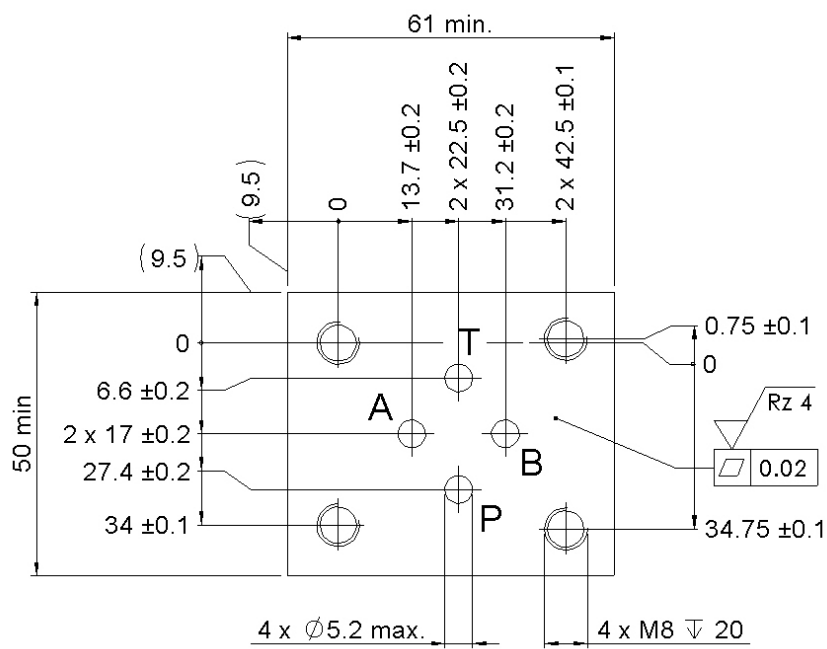 61 min.
(9.5)
0
13.7 ±0.2
2 x 22.5 ±0.2
31.2 ±0.2
2 x 42.5 ±0.1
(9.5)
0
6.6 ±0.2
2 x 17 ±0.2
27.4 ±0.2
34 ±0.1
50 min
T
A
B
P
0.75 ±0.1
0
Rz 4
0.02
34.75 ±0.1
4 x ∅5.2 max.
4 x M8 ↧ 20